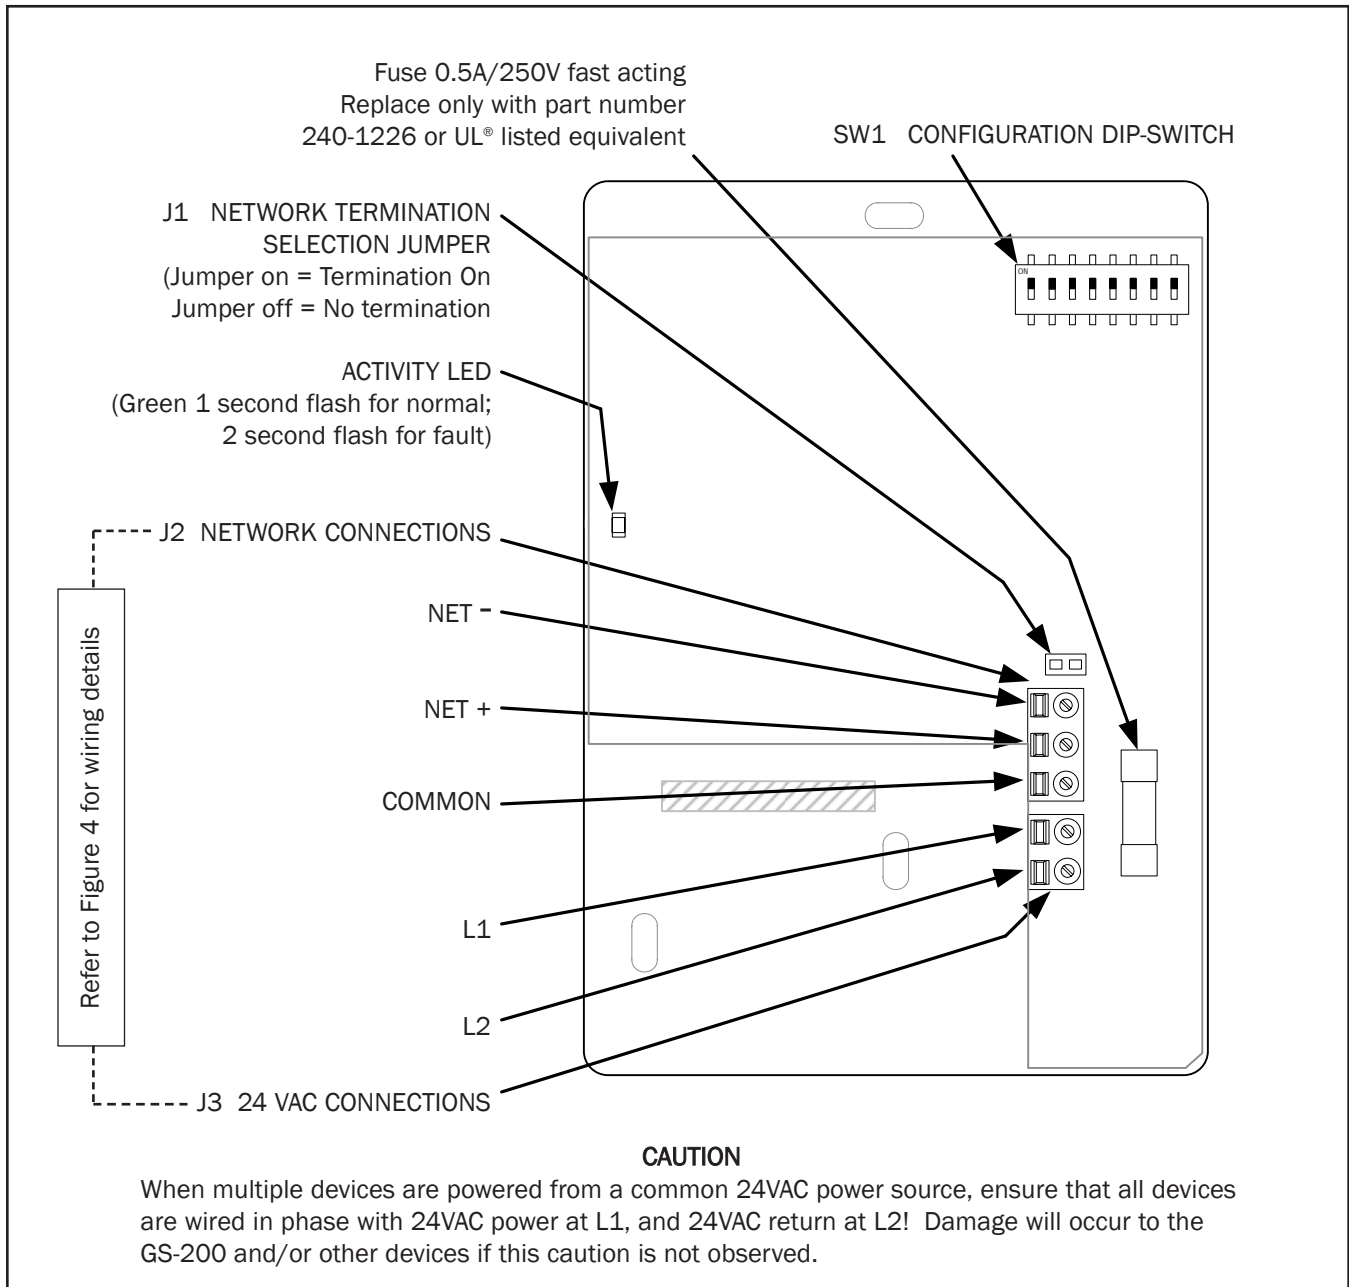 Fuse 0.5A/250V fast acting
Replace only with part number
240-1226 or UL® listed equivalent
SW1 CONFIGURATION DIP-SWITCH
J1 NETWORK TERMINATION
SELECTION JUMPER
(Jumper on = Termination On
Jumper off = No termination
ON
ACTIVITY LED
(Green 1 second flash for normal;
2 second flash for fault)
J2 NETWORK CONNECTIONS
NET -
NET +
COMMON
L1
L2
J3 24 VAC CONNECTIONS
Refer to Figure 4 for wiring details
CAUTION
When multiple devices are powered from a common 24VAC power source, ensure that all devices
are wired in phase with 24VAC power at L1, and 24VAC return at L2! Damage will occur to the
GS-200 and/or other devices if this caution is not observed.